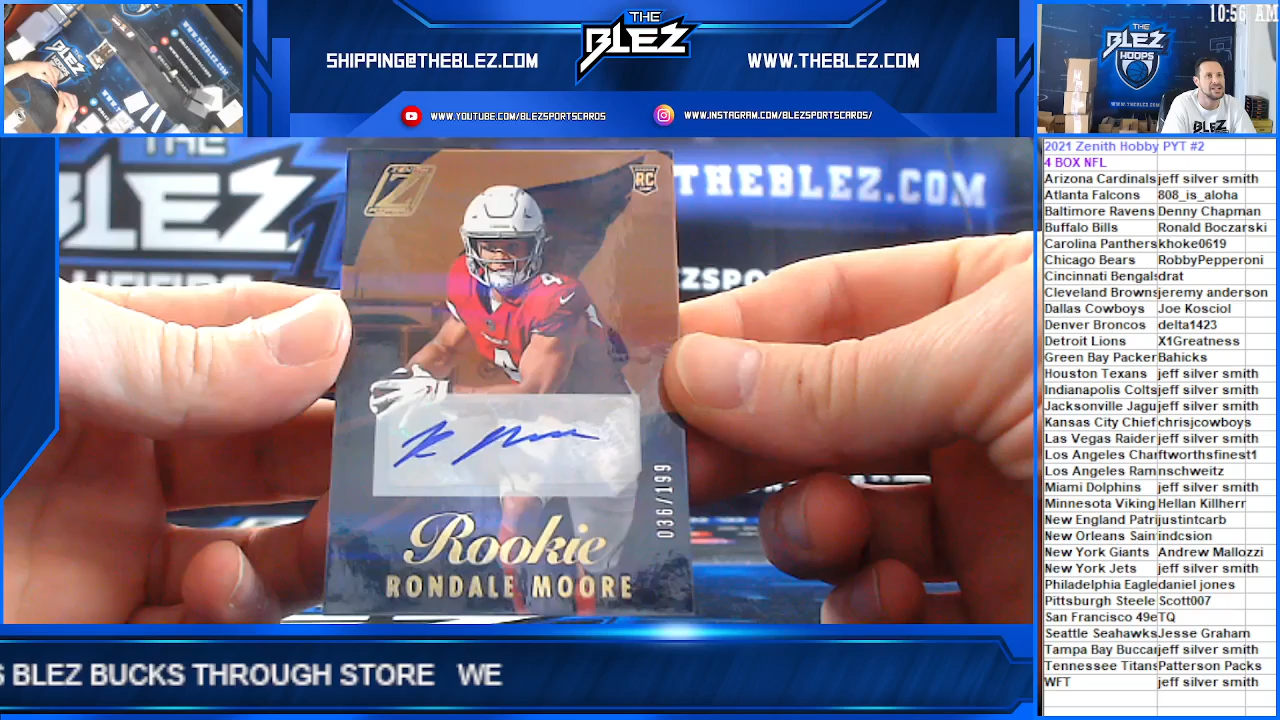 THE
BLEZ
SHIPPING@THEBLEZ.COM
WWW.THEBLEZ.COM
WWW.YOUTUBE.COM/BLEZSPORTSCARDS
WWW.INSTAGRAM.COM/BLEZSPORTSCARDS/
10:56 AM
THE
BLEZ
HOOPS
BLEZ
2021 Zenith Hobby PYT #2
4 BOX NFL
Arizona Cardinals jeff silver smith
Atlanta Falcons 808_is_aloha
Baltimore Ravens Denny Chapman
Buffalo Bills Ronald Boczarski
Carolina Panthers khoke0619
Chicago Bears RobbyPepperoni
Cincinnati Bengals drat
Cleveland Browns jeremy anderson
Dallas Cowboys Joe Kosciol
Denver Broncos delta1423
Detroit Lions X1Greatness
Green Bay Packer Bahicks
Houston Texans jeff silver smith
Indianapolis Colts jeff silver smith
Jacksonville Jagu jeff silver smith
Kansas City Chief chrisjcowboys
Las Vegas Raider jeff silver smith
Los Angeles Char ftworthsfinest1
Los Angeles Ram nschweitz
Miami Dolphins jeff silver smith
Minnesota Viking Hellan Killherr
New England Patri justintcarb
New Orleans Sain indcsion
New York Giants Andrew Mallozzi
New York Jets jeff silver smith
Philadelphia Eagle daniel jones
Pittsburgh Steele Scott007
San Francisco 49e TQ
Seattle Seahawks Jesse Graham
Tampa Bay Buccar jeff silver smith
Tennessee Titans Patterson Packs
WFT jeff silver smith
THE
BLEZ
THEBLEZ.COM
EZSPO
Z
RC
4
4
036/199
Rookie
RONDALE MOORE
S BLEZ BUCKS THROUGH STORE WE